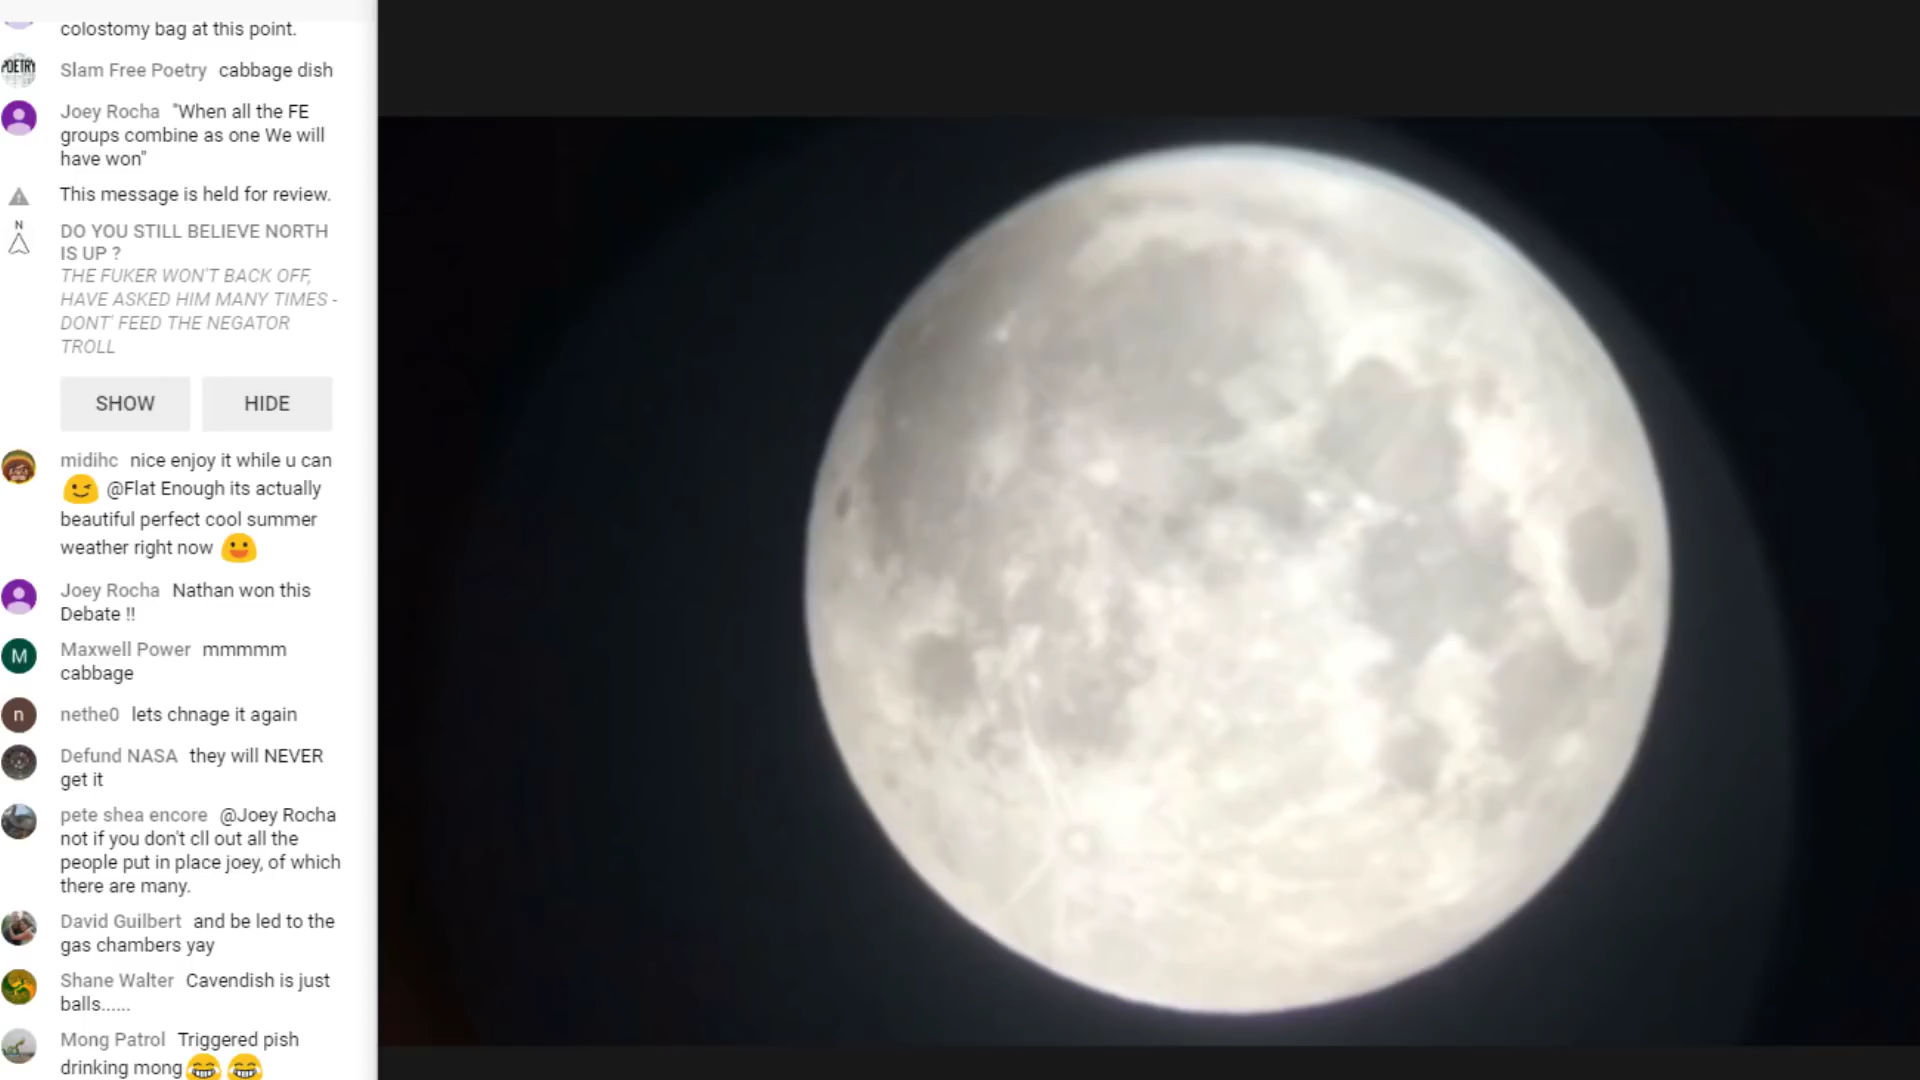 colostomy bag at this point.
POETRY
Slam Free Poetry cabbage dish
Joey Rocha "When all the FE
groups combine as one We will
have won"
This message is held for review.
N
DO YOU STILL BELIEVE NORTH
IS UP ?
THE FUKER WON'T BACK OFF,
HAVE ASKED HIM MANY TIMES -
DONT' FEED THE NEGATOR
TROLL
SHOW HIDE
midihc nice enjoy it while u can
@Flat Enough its actually
beautiful perfect cool summer
weather right now
Joey Rocha Nathan won this
Debate !!
M
Maxwell Power mmmmm
cabbage
n
nethe0 lets chnage it again
Defund NASA they will NEVER
get it
pete shea encore @Joey Rocha
not if you don't cll out all the
people put in place joey, of which
there are many.
David Guilbert and be led to the
gas chambers yay
Shane Walter Cavendish is just
balls......
Mong Patrol Triggered pish
drinking mong